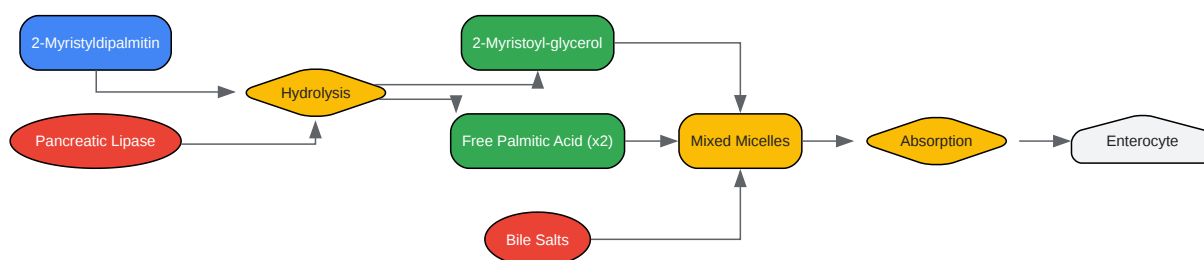 2-Myristyldipalmitin
2-Myristoyl-glycerol
Hydrolysis
Pancreatic Lipase
Free Palmitic Acid (x2)
Mixed Micelles
Absorption
Enterocyte
Bile Salts